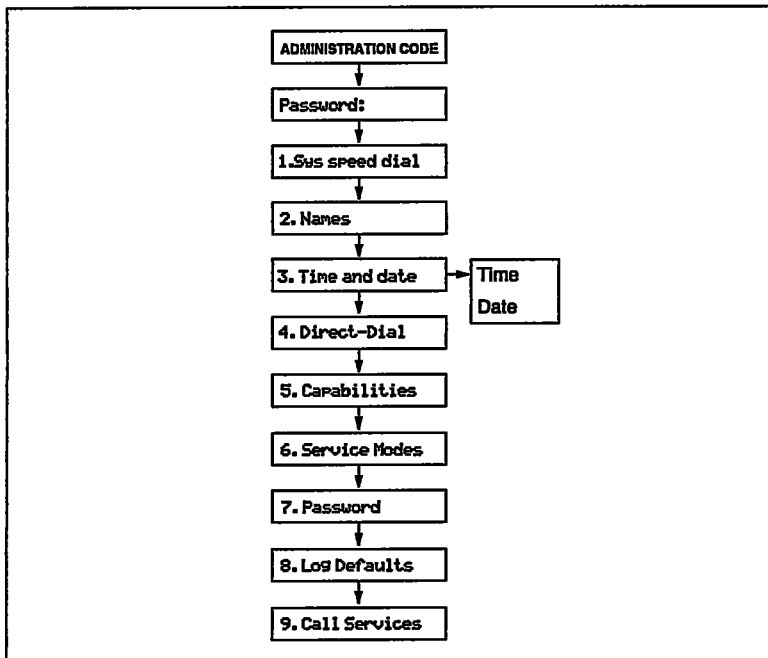 ADMINISTRATION CODE
Password:
1.Sys speed dial
2. Names
3. Time and date
Time
Date
4. Direct-Dial
5. Capabilities
6. Service Modes
7. Password
8. Log Defaults
9. Call Services